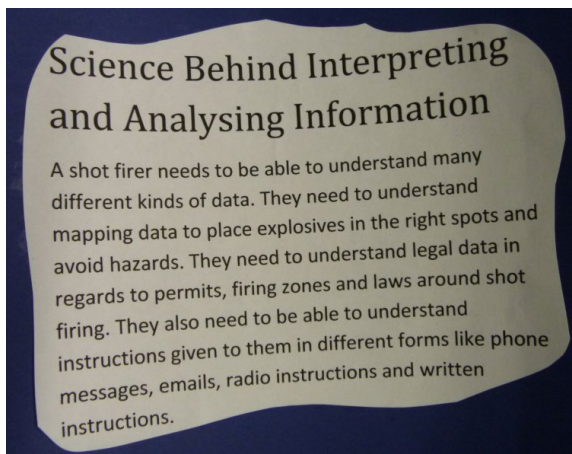 Science Behind Interpreting
and Analysing Information
A shot firer needs to be able to understand many
different kinds of data. They need to understand
mapping data to place explosives in the right spots and
avoid hazards. They need to understand legal data in
regards to permits, firing zones and laws around shot
firing. They also need to be able to understand
instructions given to them in different forms like phone
messages, emails, radio instructions and written
instructions.